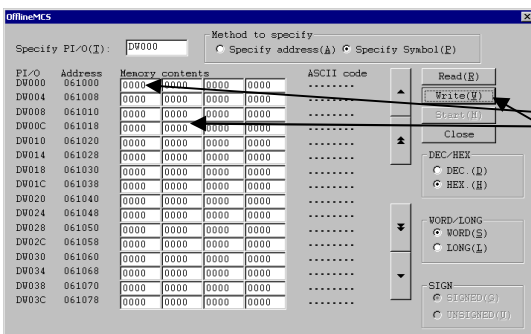 OfflineMCS
Method to specify
Specify PI/O(T): DW000 Specify address(A) Specify Symbol(P)
PI/O Address Memory contents ASCII code
DW000 061000 0000 0000 0000 0000 ........
DW004 061008 0000 0000 0000 0000 ........
DW008 061010 0000 0000 0000 0000 ........
DW00C 061018 0000 0000 0000 0000 ........
DW010 061020 0000 0000 0000 0000 ........
DW014 061028 0000 0000 0000 0000 ........
DW018 061030 0000 0000 0000 0000 ........
DW01C 061038 0000 0000 0000 0000 ........
DW020 061040 0000 0000 0000 0000 ........
DW024 061048 0000 0000 0000 0000 ........
DW028 061050 0000 0000 0000 0000 ........
DW02C 061058 0000 0000 0000 0000 ........
DW030 061060 0000 0000 0000 0000 ........
DW034 061068 0000 0000 0000 0000 ........
DW038 061070 0000 0000 0000 0000 ........
DW03C 061078 0000 0000 0000 0000 ........
Read(R)
Write(W)
Start(M)
Close
DEC/HEX
DEC.(D)
HEX.(H)
WORD/LONG
WORD(S)
LONG(L)
SIGN
SIGNED(G)
UNSIGNED(U)